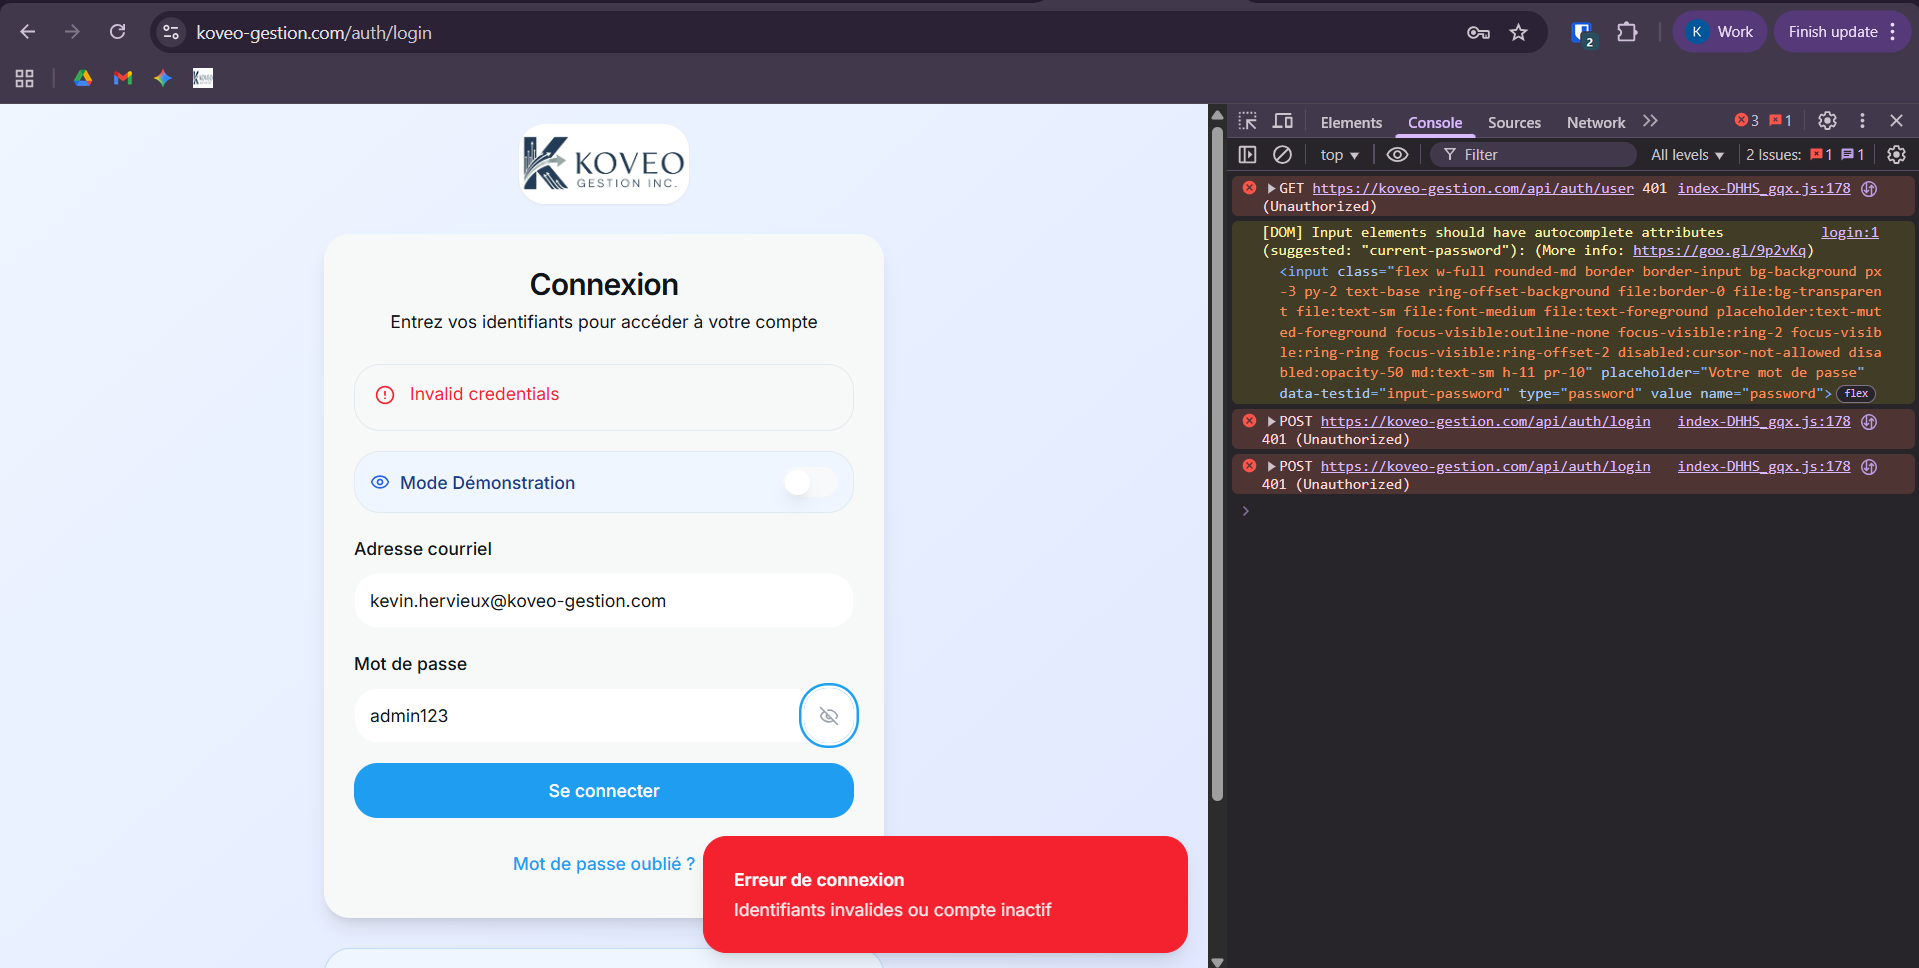 koveo-gestion.com/auth/login
2
K
Work
Finish update
KOVEO
KOVEO
GESTION INC.
Connexion
Entrez vos identifiants pour accéder à votre compte
Invalid credentials
Mode Démonstration
Adresse courriel
kevin.hervieux@koveo-gestion.com
Mot de passe
admin123
Se connecter
Mot de passe oublié ?
Erreur de connexion
Identifiants invalides ou compte inactif
Elements
Console
Sources
Network
3
1
top
Filter
All levels
2 Issues:
1
1
GET https://koveo-gestion.com/api/auth/user 401 index-DHHS_gqx.js:178
(Unauthorized)
[DOM] Input elements should have autocomplete attributes login:1
(suggested: "current-password"): (More info: https://goo.gl/9p2vKq)
<input class="flex w-full rounded-md border border-input bg-background px
-3 py-2 text-base ring-offset-background file:border-0 file:bg-transparen
t file:text-sm file:font-medium file:text-foreground placeholder:text-mut
ed-foreground focus-visible:outline-none focus-visible:ring-2 focus-visib
le:ring-ring focus-visible:ring-offset-2 disabled:cursor-not-allowed disa
bled:opacity-50 md:text-sm h-11 pr-10" placeholder="Votre mot de passe"
data-testid="input-password" type="password" value name="password"> flex
POST https://koveo-gestion.com/api/auth/login index-DHHS_gqx.js:178
401 (Unauthorized)
POST https://koveo-gestion.com/api/auth/login index-DHHS_gqx.js:178
401 (Unauthorized)